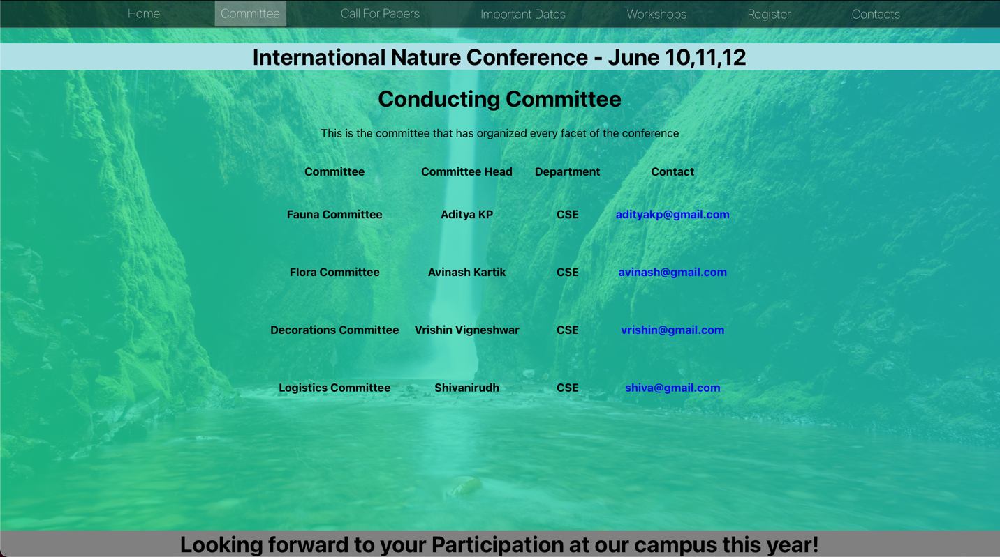 Home Committee Call For Papers Important Dates Workshops Register Contacts
International Nature Conference - June 10,11,12
Conducting Committee
This is the committee that has organized every facet of the conference
Committee Committee Head Department Contact
Fauna Committee Aditya KP CSE adityakp@gmail.com
Flora Committee Avinash Kartik CSE avinash@gmail.com
Decorations Committee Vrishin Vigneshwar CSE vrishin@gmail.com
Logistics Committee Shivanirudh CSE shiva@gmail.com
Looking forward to your Participation at our campus this year!